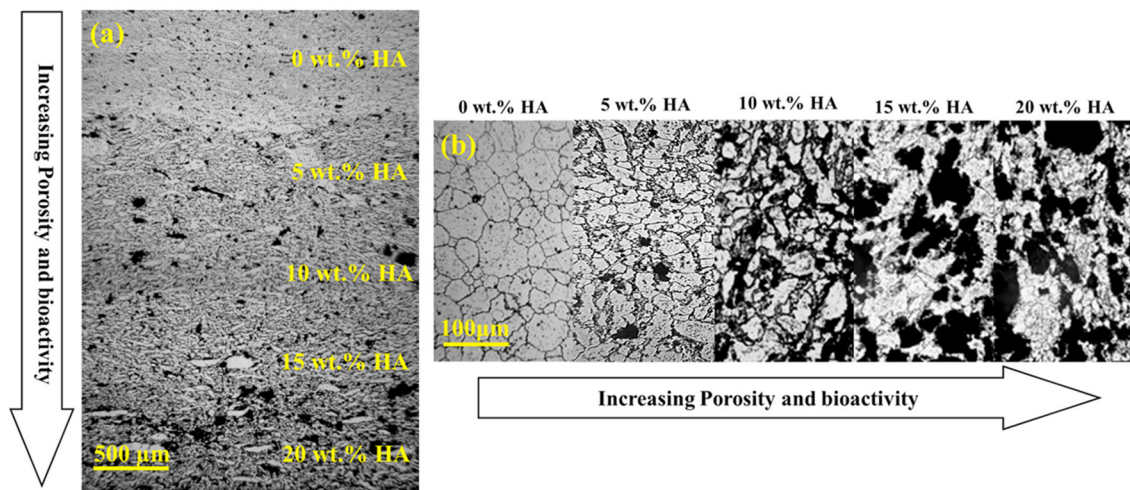 Increasing Porosity and bioactivity
(a)
0 wt.% HA
5 wt.% HA
10 wt.% HA
15 wt.% HA
20 wt.% HA
500 µm
0 wt.% HA 5 wt.% HA 10 wt.% HA 15 wt.% HA 20 wt.% HA
(b)
100µm
Increasing Porosity and bioactivity